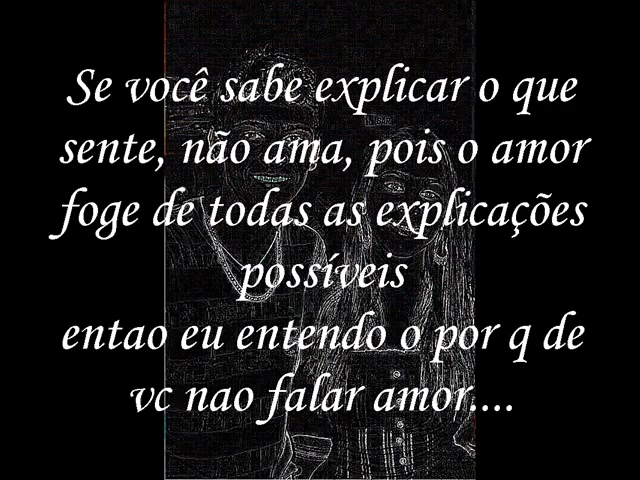 Se você sabe explicar o que
sente, não ama, pois o amor
foge de todas as explicações
possíveis
entao eu entendo o por q de
vc nao falar amor....